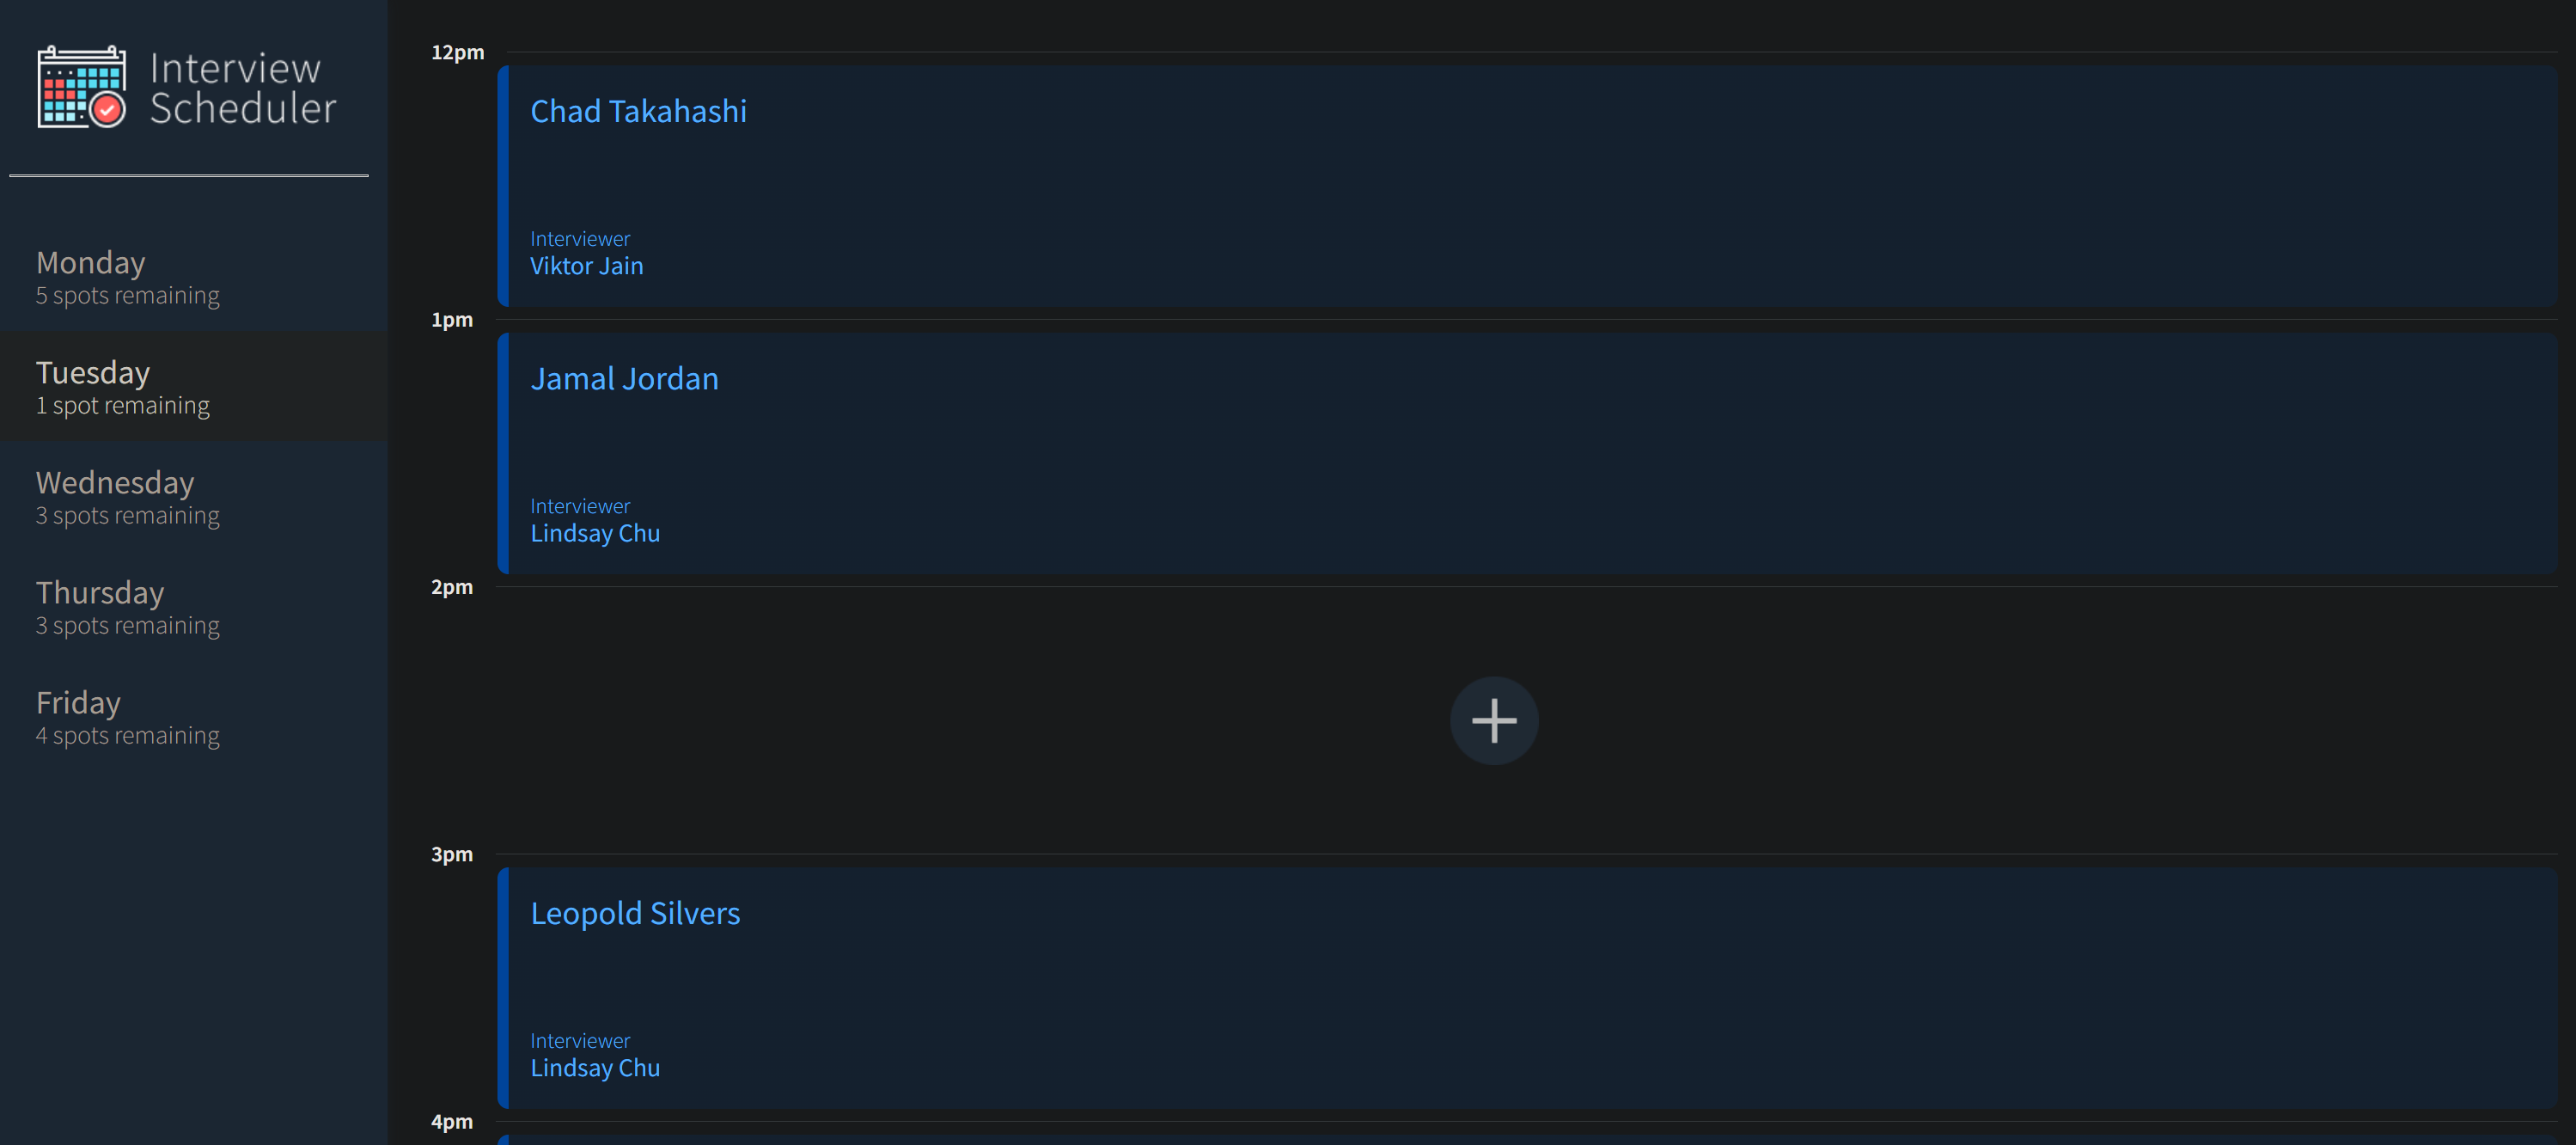 Interview
Scheduler
Monday
5 spots remaining
Tuesday
1 spot remaining
Wednesday
3 spots remaining
Thursday
3 spots remaining
Friday
4 spots remaining
12pm
Chad Takahashi
Interviewer
Viktor Jain
1pm
Jamal Jordan
Interviewer
Lindsay Chu
2pm
3pm
Leopold Silvers
Interviewer
Lindsay Chu
4pm